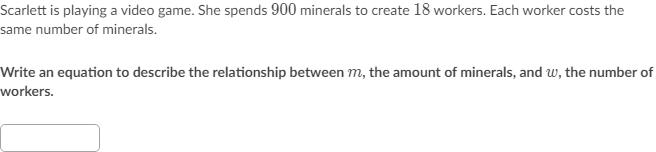 Scarlett is playing a video game. She spends 900 minerals to create 18 workers. Each worker costs the
same number of minerals.
Write an equation to describe the relationship between m, the amount of minerals, and w, the number of
workers.